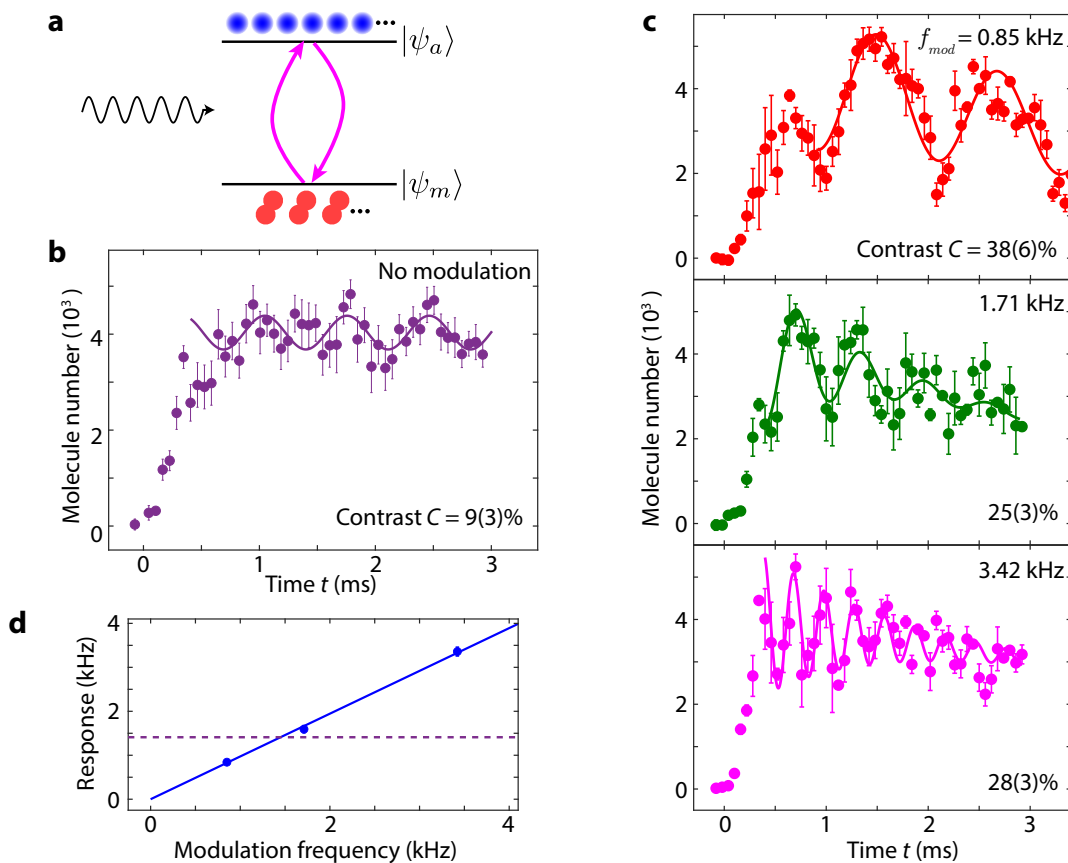 a
|ψₐ⟩
|ψₘ⟩
b
No modulation
Contrast C = 9(3)%
Molecule number (10³)
0
2
4
0
1
2
3
Time t (ms)
c
f_mod = 0.85 kHz
Contrast C = 38(6)%
0
2
4
1.71 kHz
25(3)%
0
2
4
3.42 kHz
28(3)%
0
2
4
Molecule number (10³)
0
1
2
3
Time t (ms)
d
Response (kHz)
4
2
0
0
2
4
Modulation frequency (kHz)